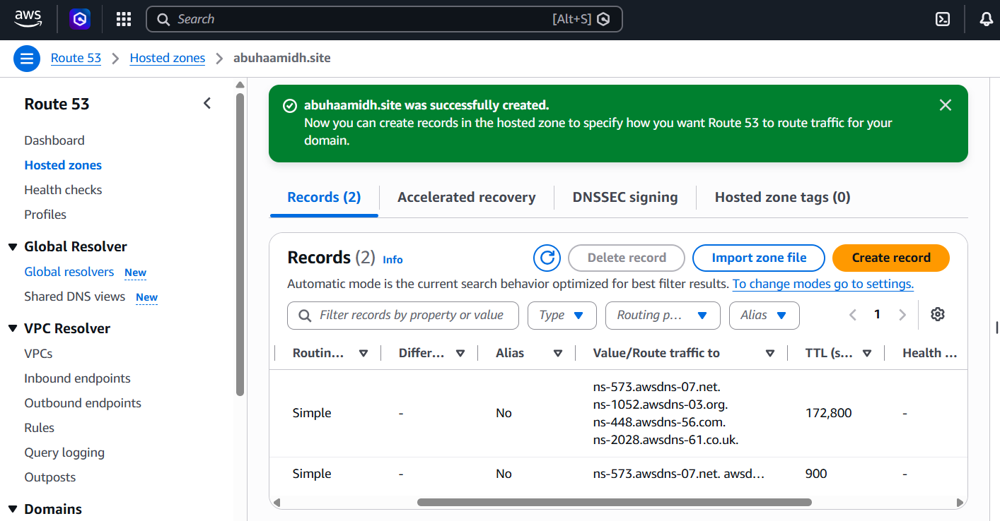 aws
Search
[Alt+S]
Route 53
Hosted zones
abuhaamidh.site
Route 53
Dashboard
Hosted zones
Health checks
Profiles
Global Resolver
Global resolvers New
Shared DNS views New
VPC Resolver
VPCs
Inbound endpoints
Outbound endpoints
Rules
Query logging
Outposts
Domains
abuhaamidh.site was successfully created.
Now you can create records in the hosted zone to specify how you want Route 53 to route traffic for your
domain.
Records (2)
Accelerated recovery
DNSSEC signing
Hosted zone tags (0)
Records (2) Info
Delete record
Import zone file
Create record
Automatic mode is the current search behavior optimized for best filter results. To change modes go to settings.
Filter records by property or value
Type
Routing p...
Alias
1
Routin...
Differ...
Alias
Value/Route traffic to
TTL (s...
Health ...
Simple
-
No
ns-573.awsdns-07.net.
ns-1052.awsdns-03.org.
ns-448.awsdns-56.com.
ns-2028.awsdns-61.co.uk.
172,800
-
Simple
-
No
ns-573.awsdns-07.net. awsd...
900
-